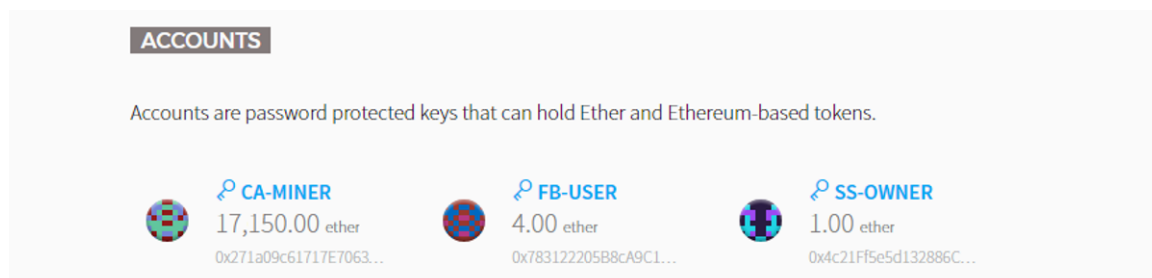 ACCOUNTS
Accounts are password protected keys that can hold Ether and Ethereum-based tokens.
CA-MINER
17,150.00 ether
0x271a09c61717E7063...
FB-USER
4.00 ether
0x783122205B8cA9C1...
SS-OWNER
1.00 ether
0x4c21Ff5e5d132886C...